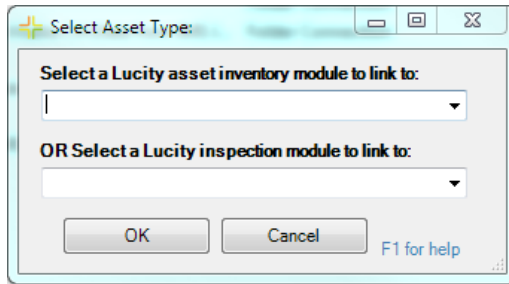 Select Asset Type:
Select a Lucity asset inventory module to link to:
OR Select a Lucity inspection module to link to:
OK
Cancel
F1 for help